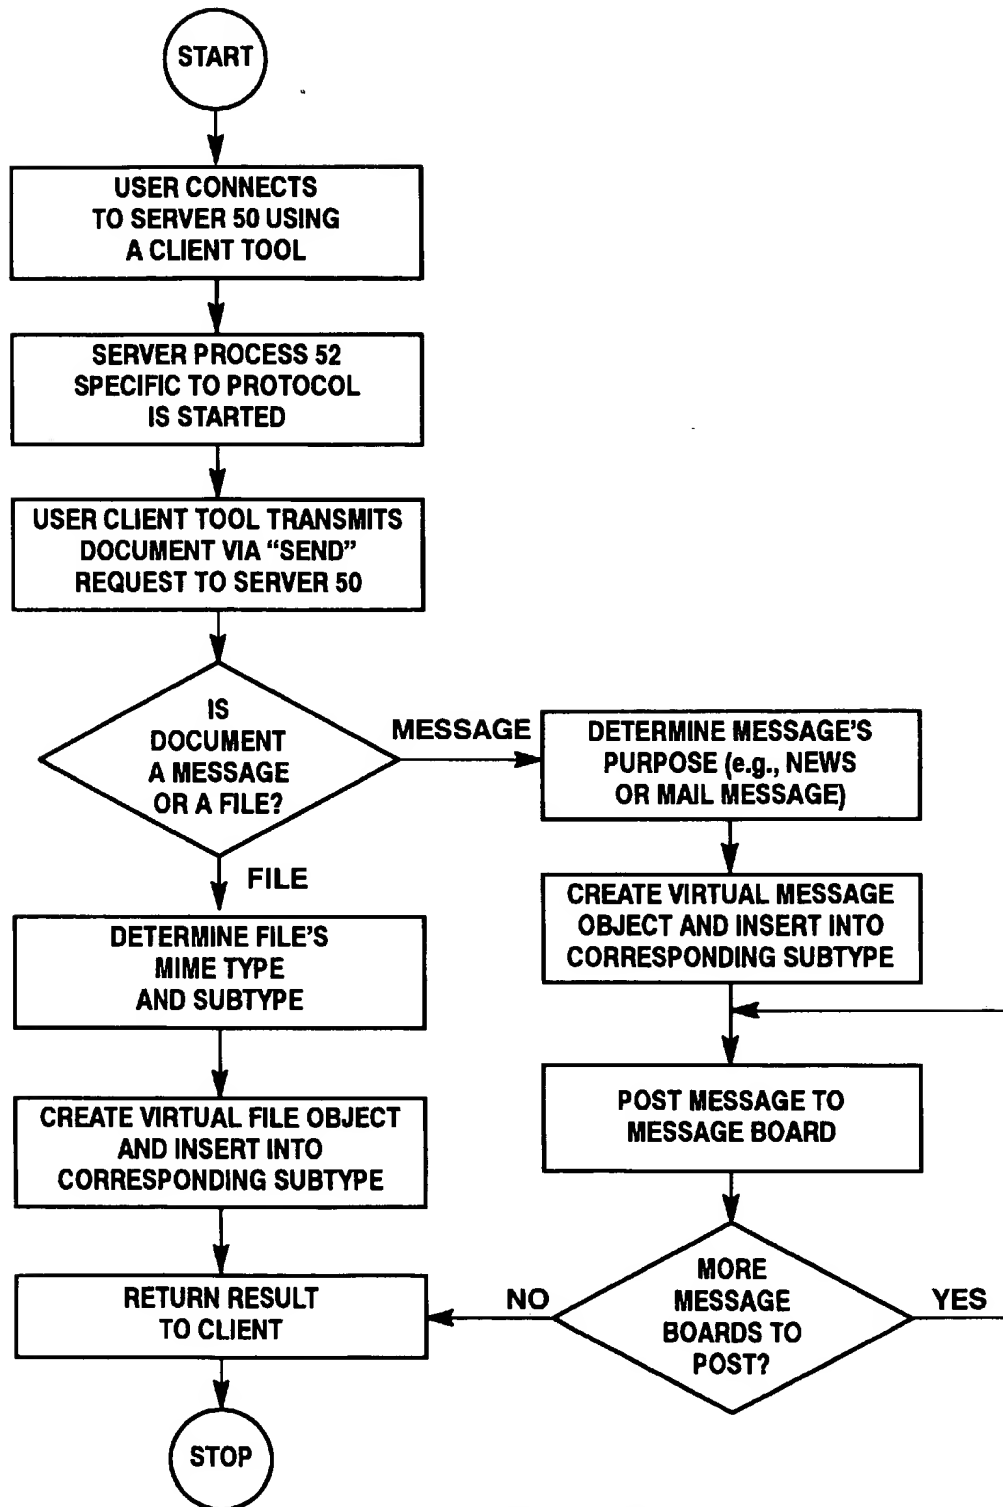 START
USER CONNECTS
TO SERVER 50 USING
A CLIENT TOOL
SERVER PROCESS 52
SPECIFIC TO PROTOCOL
IS STARTED
USER CLIENT TOOL TRANSMITS
DOCUMENT VIA “SEND”
REQUEST TO SERVER 50
IS
DOCUMENT
A MESSAGE
OR A FILE?
MESSAGE
DETERMINE MESSAGE'S
PURPOSE (e.g., NEWS
OR MAIL MESSAGE)
FILE
CREATE VIRTUAL MESSAGE
OBJECT AND INSERT INTO
CORRESPONDING SUBTYPE
DETERMINE FILE'S
MIME TYPE
AND SUBTYPE
POST MESSAGE TO
MESSAGE BOARD
CREATE VIRTUAL FILE OBJECT
AND INSERT INTO
CORRESPONDING SUBTYPE
MORE
MESSAGE
BOARDS TO
POST?
NO
YES
RETURN RESULT
TO CLIENT
STOP